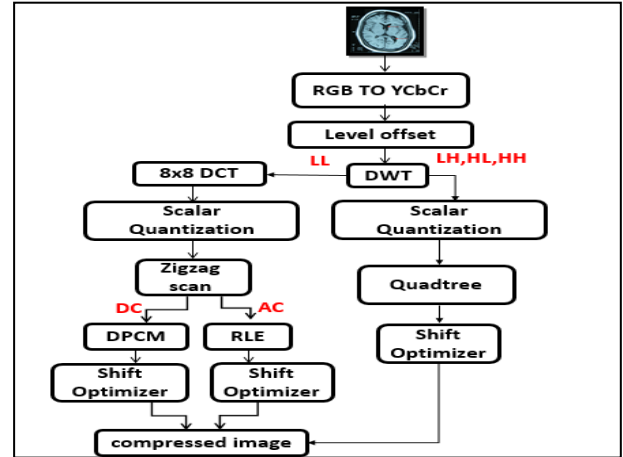 RGB TO YCbCr
Level offset
LL
LH,HL,HH
8x8 DCT
DWT
Scalar
Quantization
Scalar
Quantization
Zigzag
scan
Quadtree
DC
AC
DPCM
RLE
Shift
Optimizer
Shift
Optimizer
Shift
Optimizer
compressed image